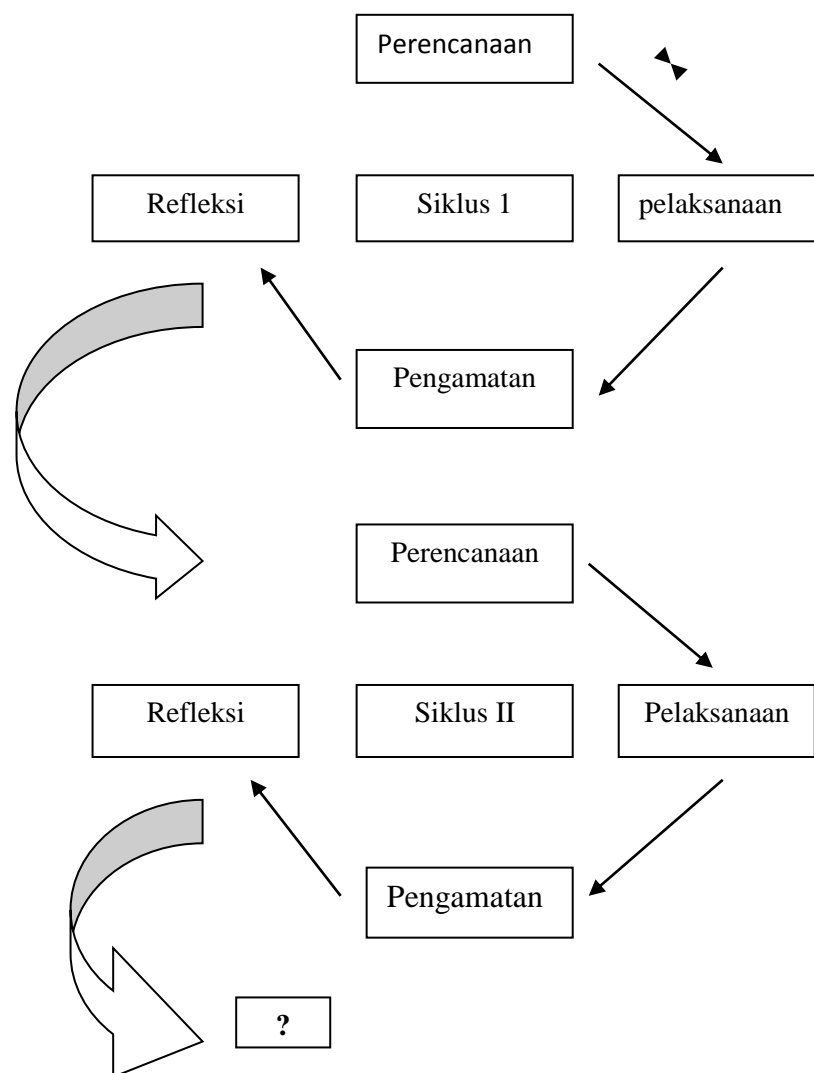 Perencanaan
Refleksi
Siklus 1
pelaksanaan
Pengamatan
Perencanaan
Refleksi
Siklus II
Pelaksanaan
Pengamatan
?